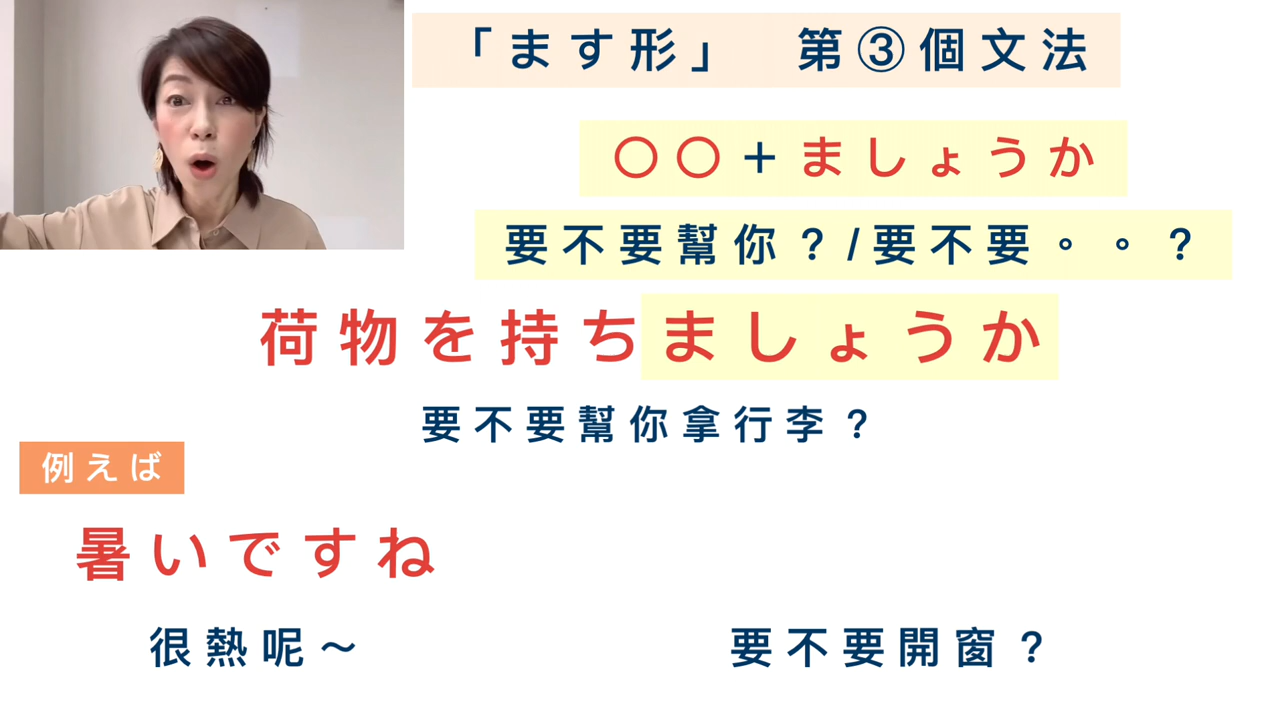 「ます形」 第③個文法
〇〇+ましょうか
要不要幫你？/要不要。。？
荷物を持ちましょうか
要不要幫你拿行李？
例えば
暑いですね
很熱呢～
要不要開窗？